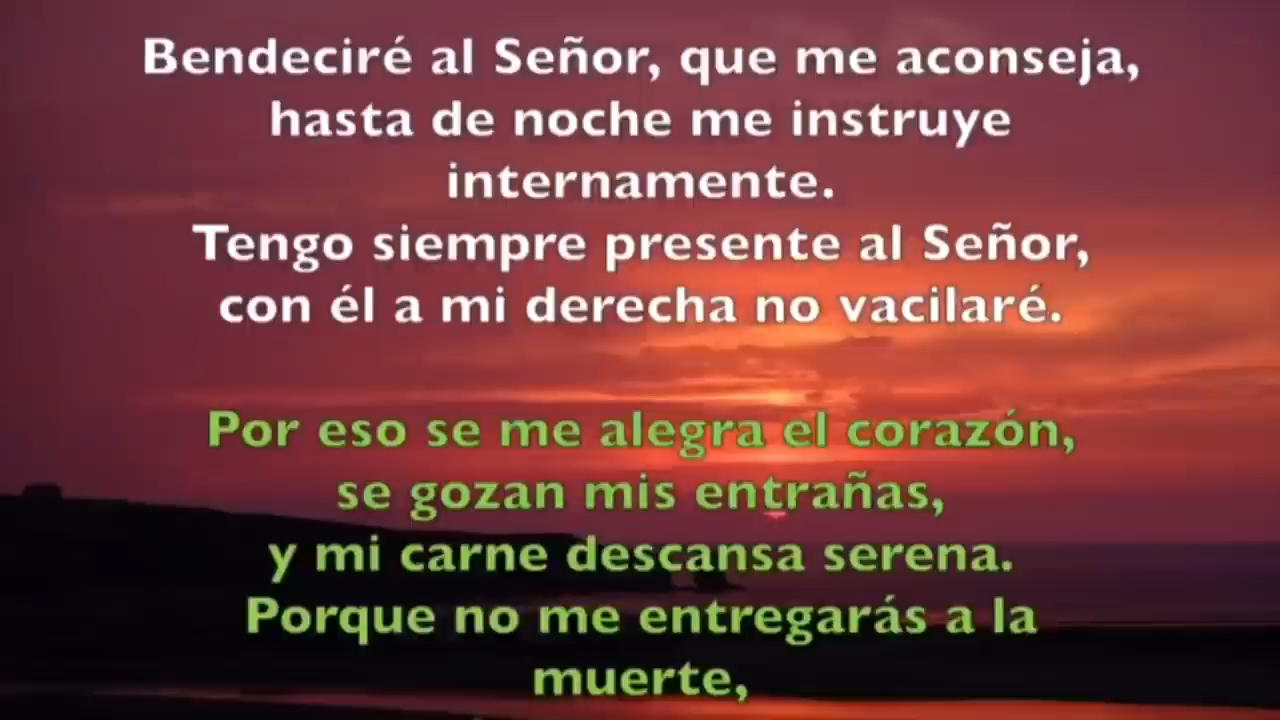 Bendeciré al Señor, que me aconseja,
hasta de noche me instruye
internamente.
Tengo siempre presente al Señor,
con él a mi derecha no vacilaré.
Por eso se me alegra el corazón,
se gozan mis entrañas,
y mi carne descansa serena.
Porque no me entregarás a la
muerte,